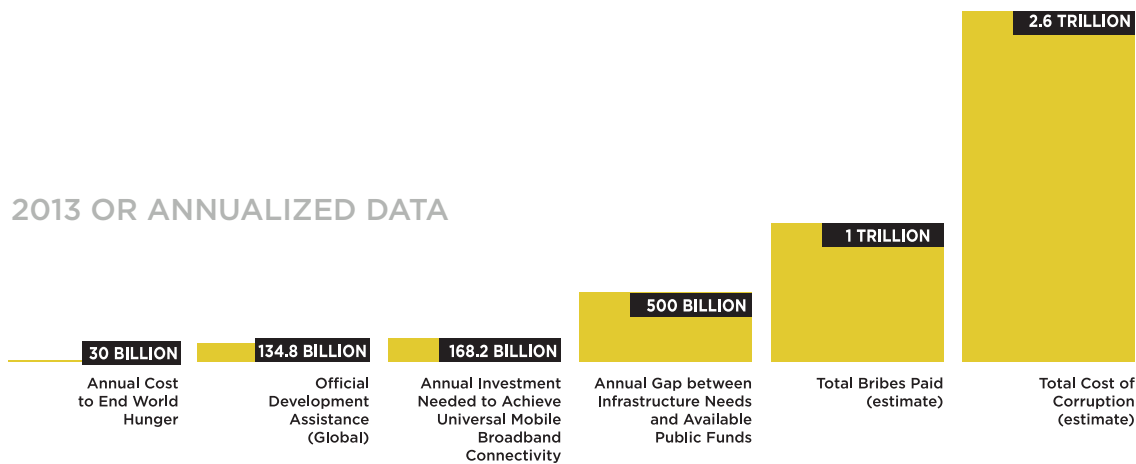 2.6 TRILLION
2013 OR ANNUALIZED DATA
1 TRILLION
500 BILLION
30 BILLION
134.8 BILLION
168.2 BILLION
Annual Cost
to End World
Hunger
Official
Development
Assistance
(Global)
Annual Investment
Needed to Achieve
Universal Mobile
Broadband
Connectivity
Annual Gap between
Infrastructure Needs
and Available
Public Funds
Total Bribes Paid
(estimate)
Total Cost of
Corruption
(estimate)